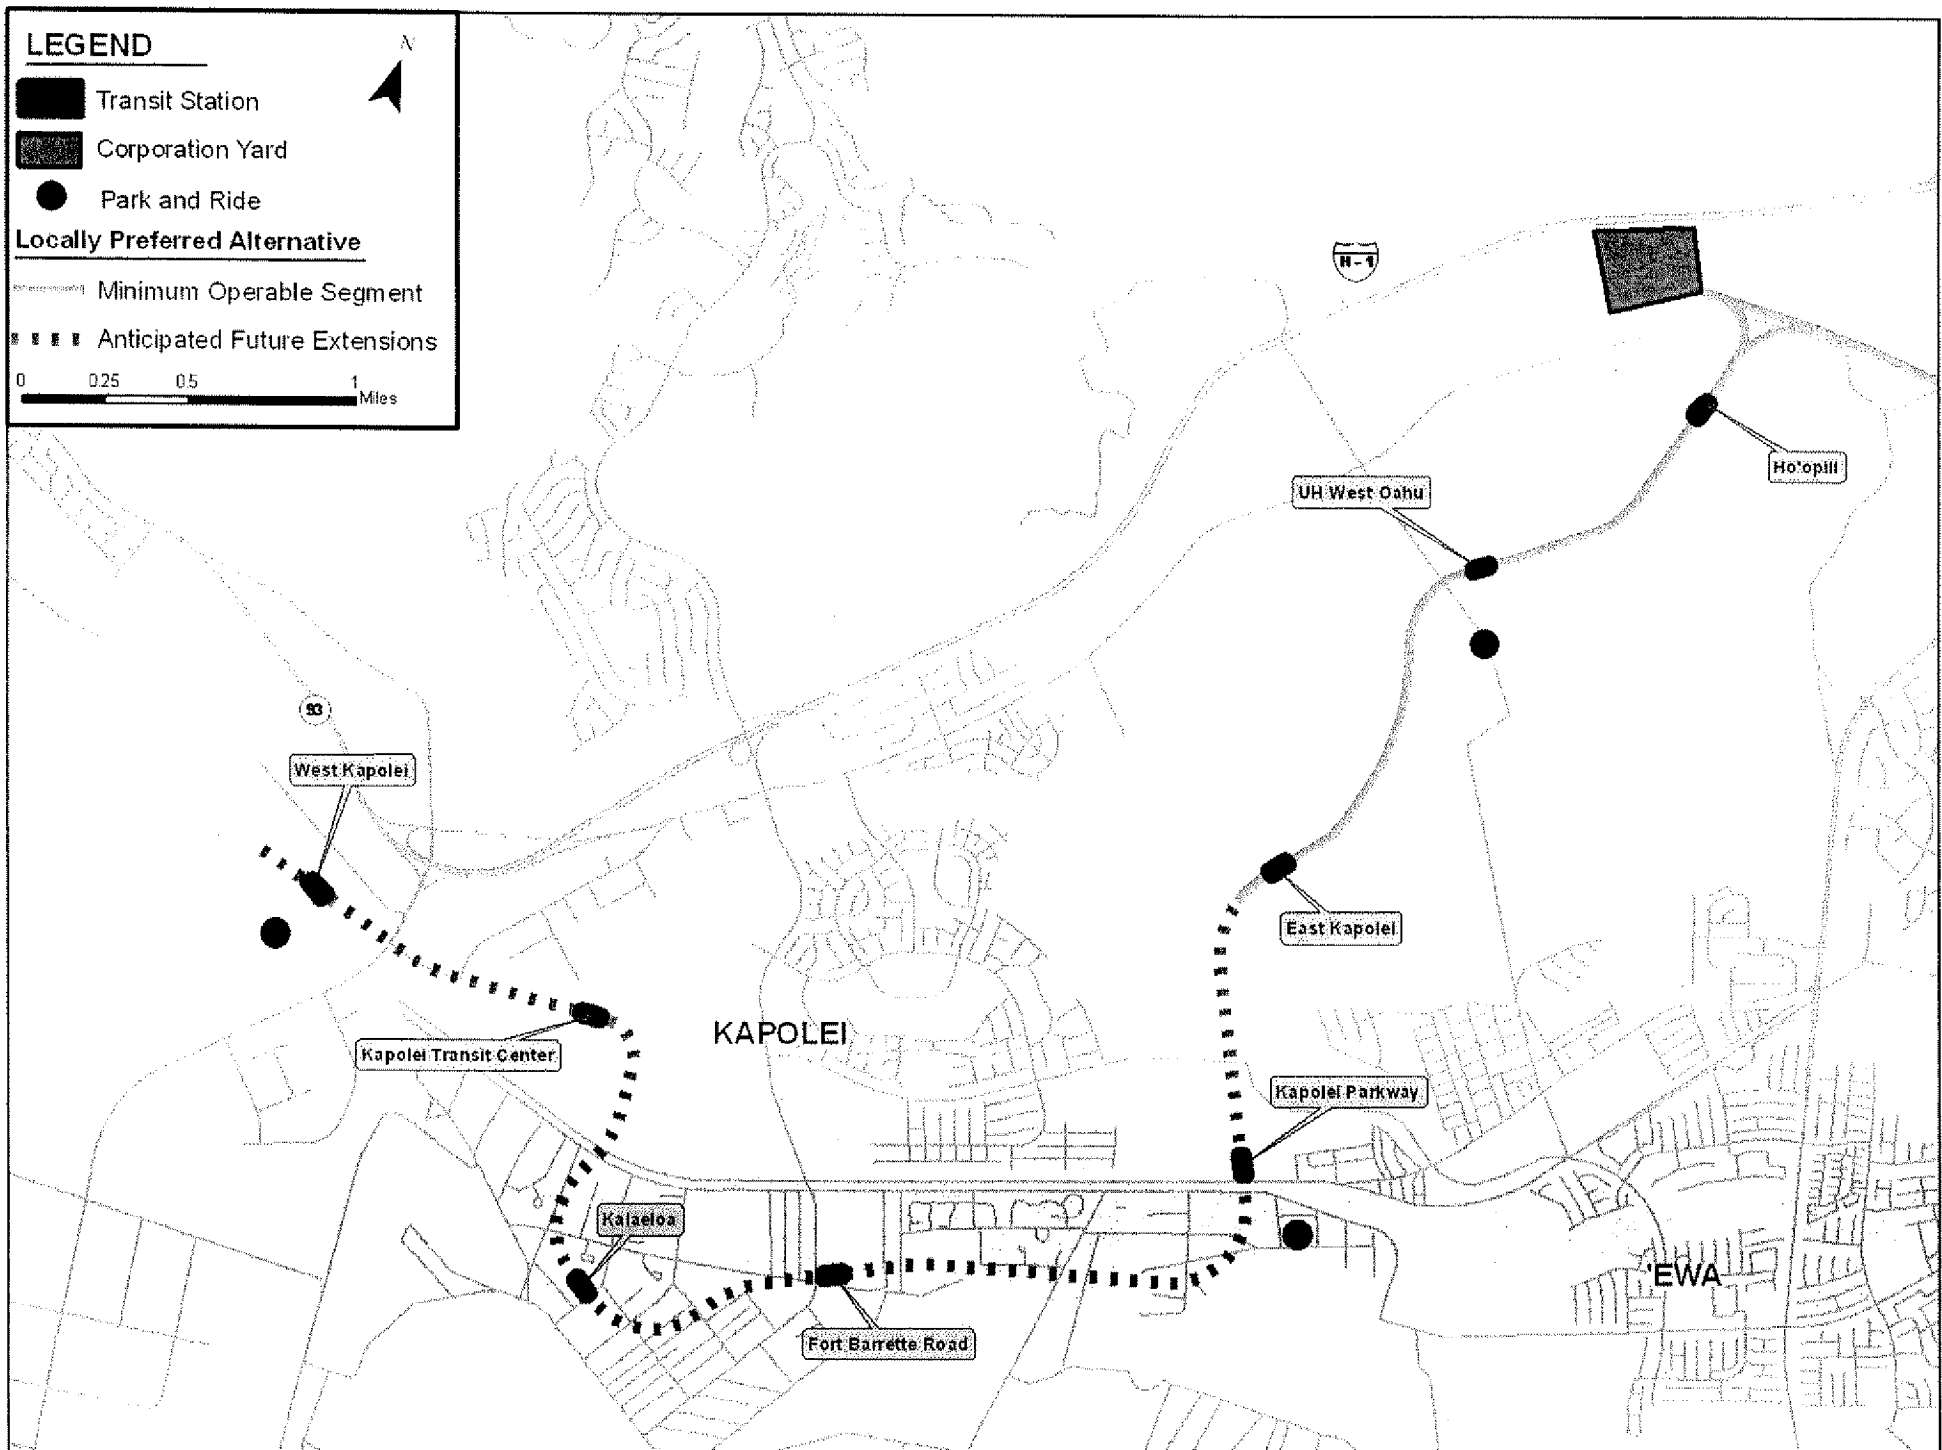 LEGEND
N
Transit Station
Corporation Yard
Park and Ride
Locally Preferred Alternative
Minimum Operable Segment
Anticipated Future Extensions
0 0.25 0.5 1
Miles
H-1
Ho'opili
UH West Oahu
93
West Kapolei
East Kapolei
KAPOLEI
Kapolei Transit Center
Kapolei Parkway
Kalaeloa
'EWA
Fort Barrette Road